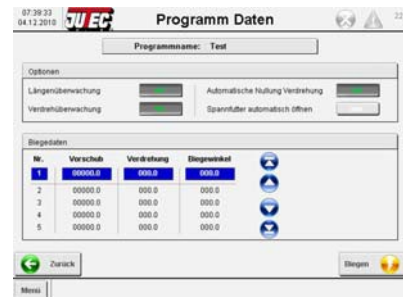 07:39:33
04.12.2010 JUTEC Programm Daten 22
Programmname: Test
Optionen
Längenüberwachung Automatische Nullung Verdrehung
Verdrehüberwachung Spannfutter automatisch öffnen
Biegedaten
Nr. Vorschub Verdrehung Biegewinkel
1 00000.0 000.0 000.0
2 00000.0 000.0 000.0
3 00000.0 000.0 000.0
4 00000.0 000.0 000.0
5 00000.0 000.0 000.0
Zurück Biegen
Menü